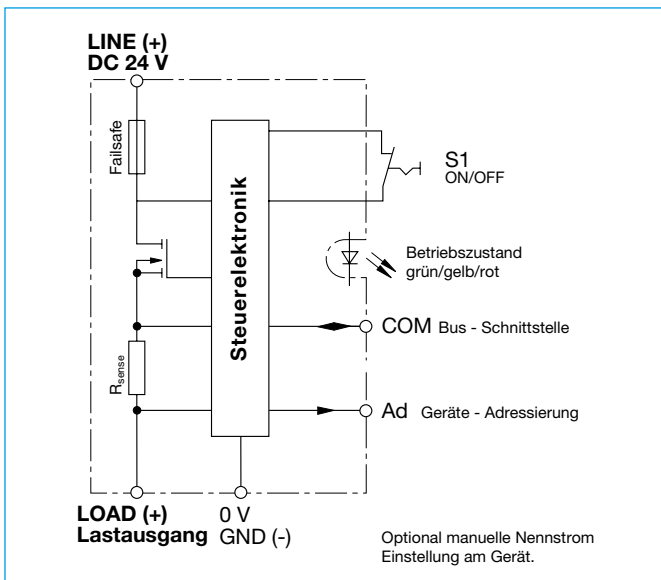 LINE (+)
DC 24 V
Failsafe
Steuerelektronik
S1
ON/OFF
Betriebszustand
grün/gelb/rot
COM Bus - Schnittstelle
Rsense
Ad Geräte - Adressierung
LOAD (+)
Lastausgang
0 V
GND (-)
Optional manuelle Nennstrom
Einstellung am Gerät.